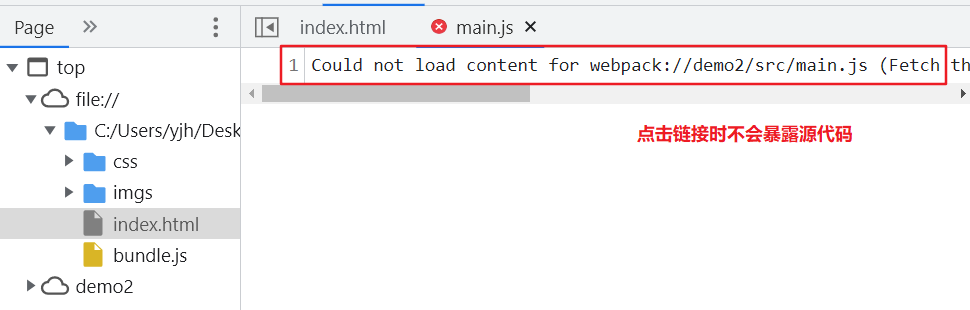 Page
index.html
main.js
top
file://
C:/Users/yjh/Desk
css
imgs
index.html
bundle.js
demo2
1 Could not load content for webpack://demo2/src/main.js (Fetch th
点击链接时不会暴露源代码